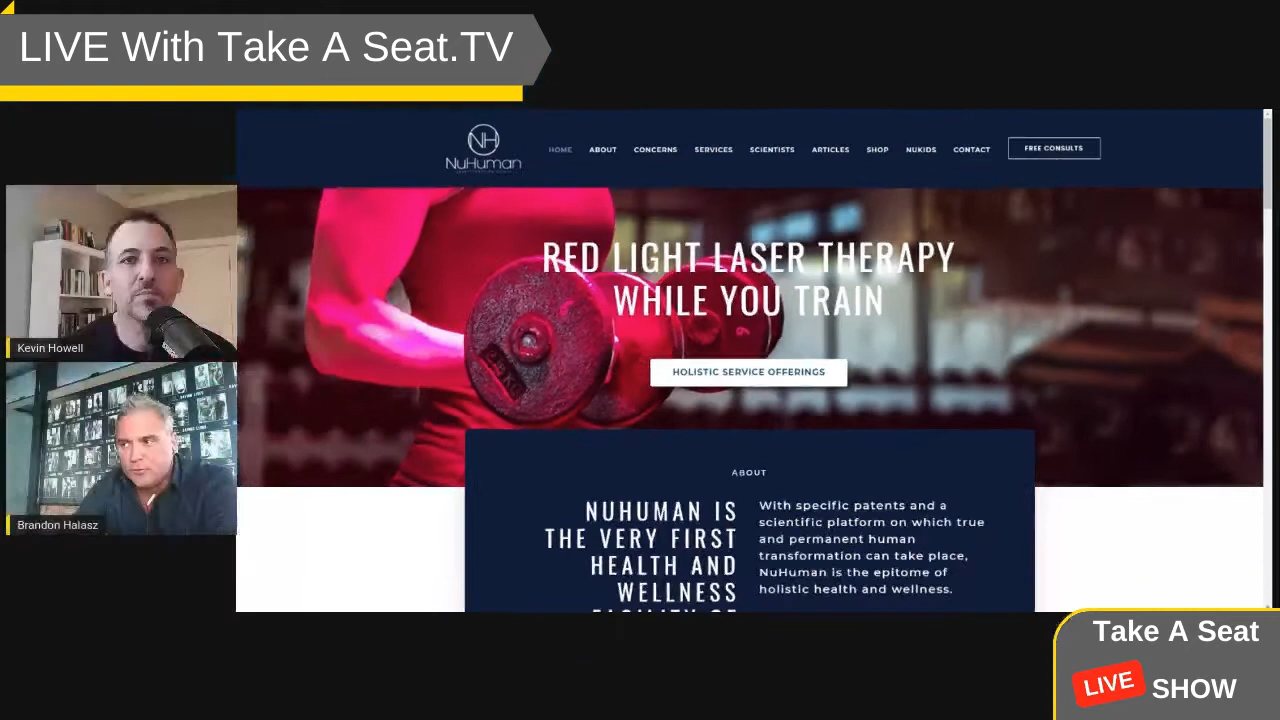 LIVE With Take A Seat.TV
NH
NuHuman
HOME ABOUT CONCERNS SERVICES SCIENTISTS ARTICLES SHOP NUKIDS CONTACT FREE CONSULTS
RED LIGHT LASER THERAPY
WHILE YOU TRAIN
HOLISTIC SERVICE OFFERINGS
Kevin Howell
Brandon Halasz
ABOUT
NUHUMAN IS
THE VERY FIRST
HEALTH AND
WELLNESS
FACILITY OF
With specific patents and a
scientific platform on which true
and permanent human
transformation can take place,
NuHuman is the epitome of
holistic health and wellness.
Take A Seat
LIVE SHOW